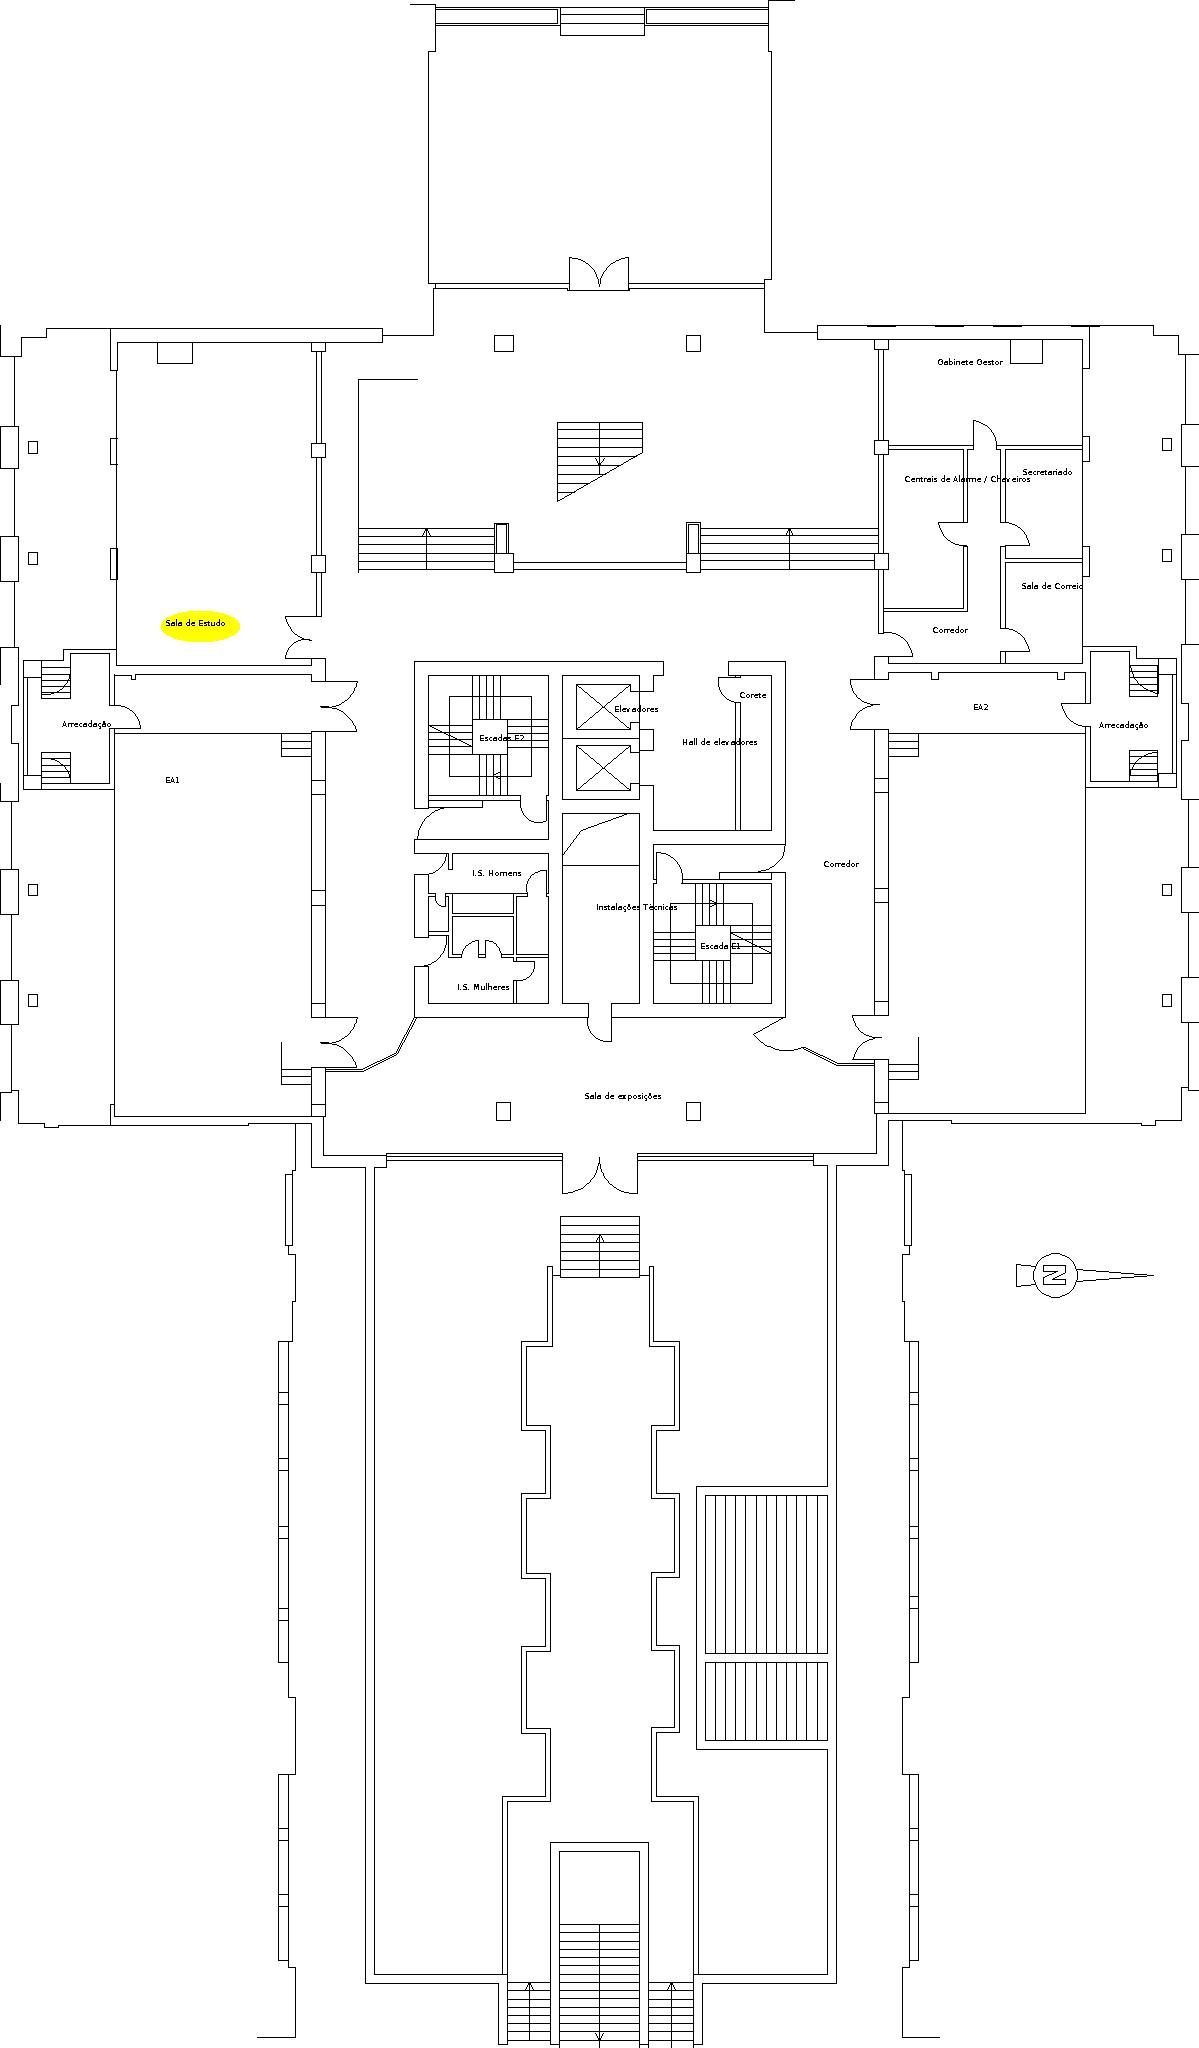 Gabinete Gestor
Secretariado
Centrais de Alarme / Chaveiros
Sala de Correio
Sala de Estudo
Corredor
Corete
Elevadores
EA2
Arrecadação
Arrecadação
Escadas E2
Hall de elevadores
EA1
Corredor
I.S. Homens
Instalações Técnicas
Escada E1
I.S. Mulheres
Sala de exposições
N